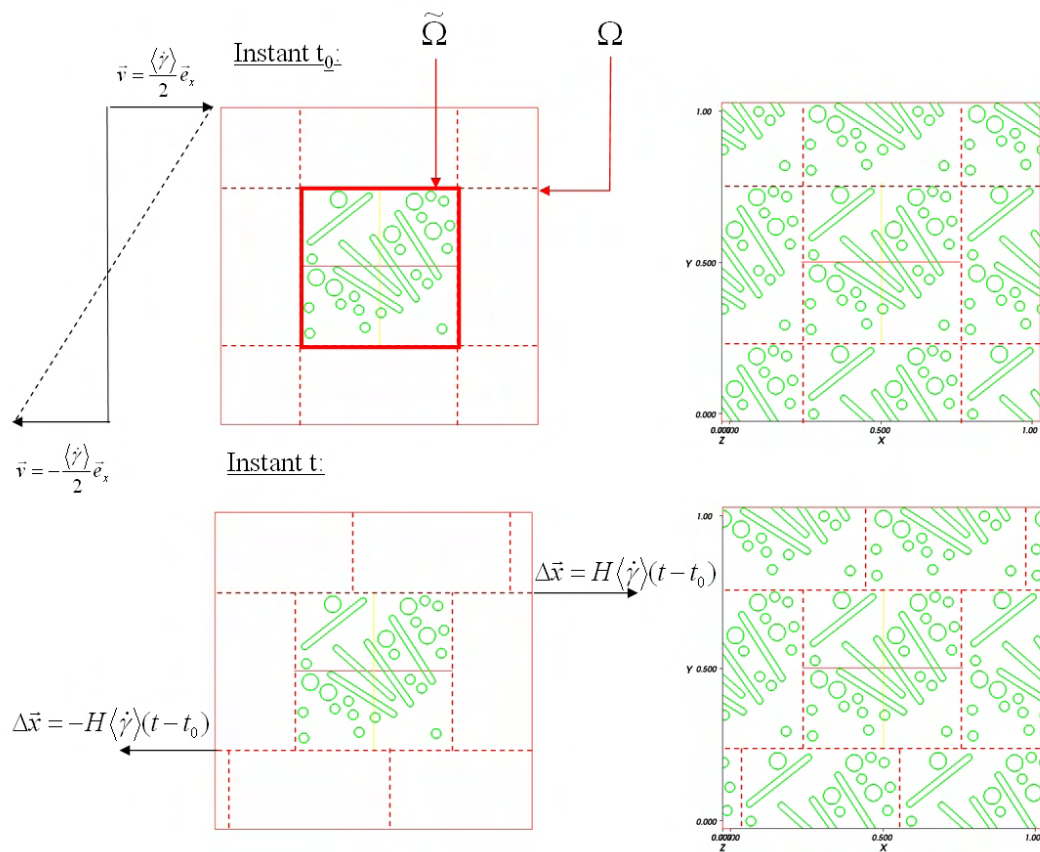 Ω̃
Ω
Instant t₀:
v⃗ = ⟨γ̇⟩/2 e⃗ₓ
1.00
Y 0.500
0.000
0.500
1.00
Z
X
v⃗ = −⟨γ̇⟩/2 e⃗ₓ
Instant t:
1.00
Δx⃗ = H⟨γ̇⟩(t − t₀)
Y 0.500
Δx⃗ = −H⟨γ̇⟩(t − t₀)
0.000
0.500
1.00
Z
X